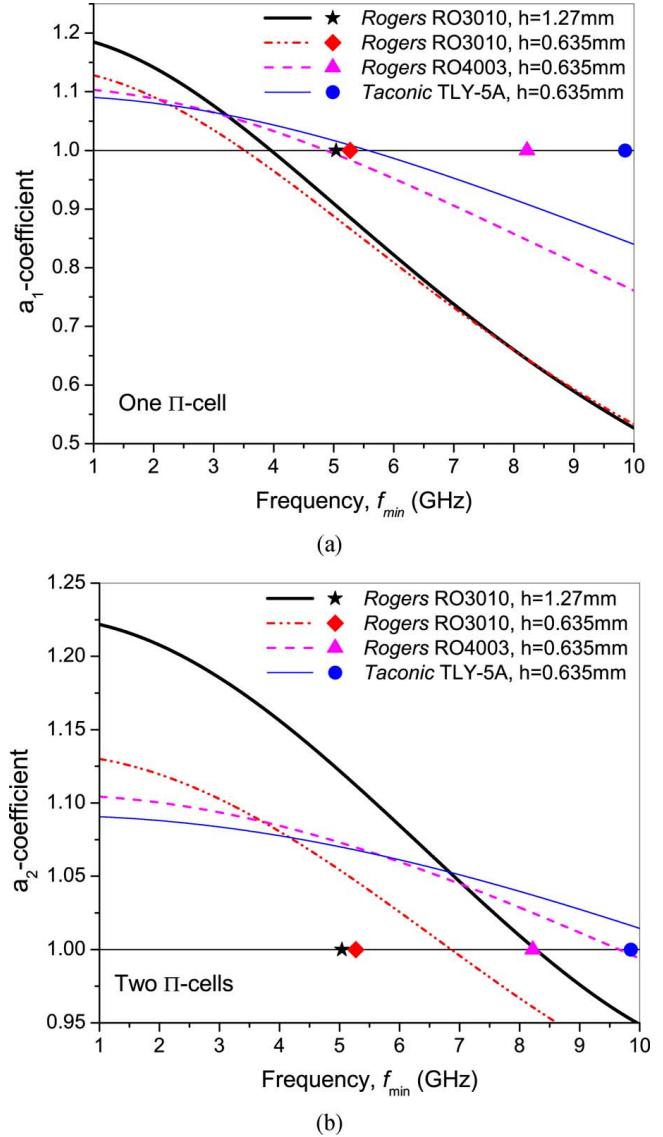 Rogers RO3010, h=1.27mm
Rogers RO3010, h=0.635mm
Rogers RO4003, h=0.635mm
Taconic TLY-5A, h=0.635mm
1.2
1.1
1.0
0.9
0.8
0.7
0.6
0.5
a₁-coefficient
One Π-cell
1 2 3 4 5 6 7 8 9 10
Frequency, fmin (GHz)
(a)
Rogers RO3010, h=1.27mm
Rogers RO3010, h=0.635mm
Rogers RO4003, h=0.635mm
Taconic TLY-5A, h=0.635mm
1.25
1.20
1.15
1.10
1.05
1.00
0.95
a₂-coefficient
Two Π-cells
1 2 3 4 5 6 7 8 9 10
Frequency, fmin (GHz)
(b)